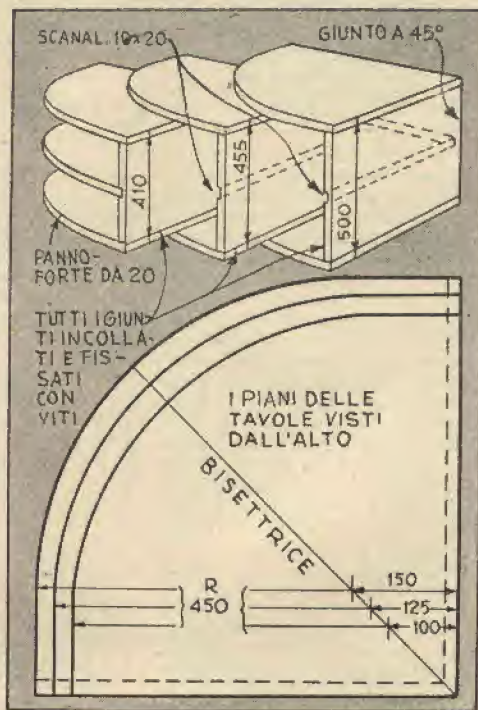 SCANAL. 10x20
GIUNTO A 45°
410
455
500
PANNO-
FORTE DA 20
TUTTI I GIUN-
TI INCOLLA-
TI E FIS-
SATI
CON
VITI
I PIANI DELLE
TAVOLE VISTI
DALL'ALTO
BISETTRICE
R
450
150
125
100